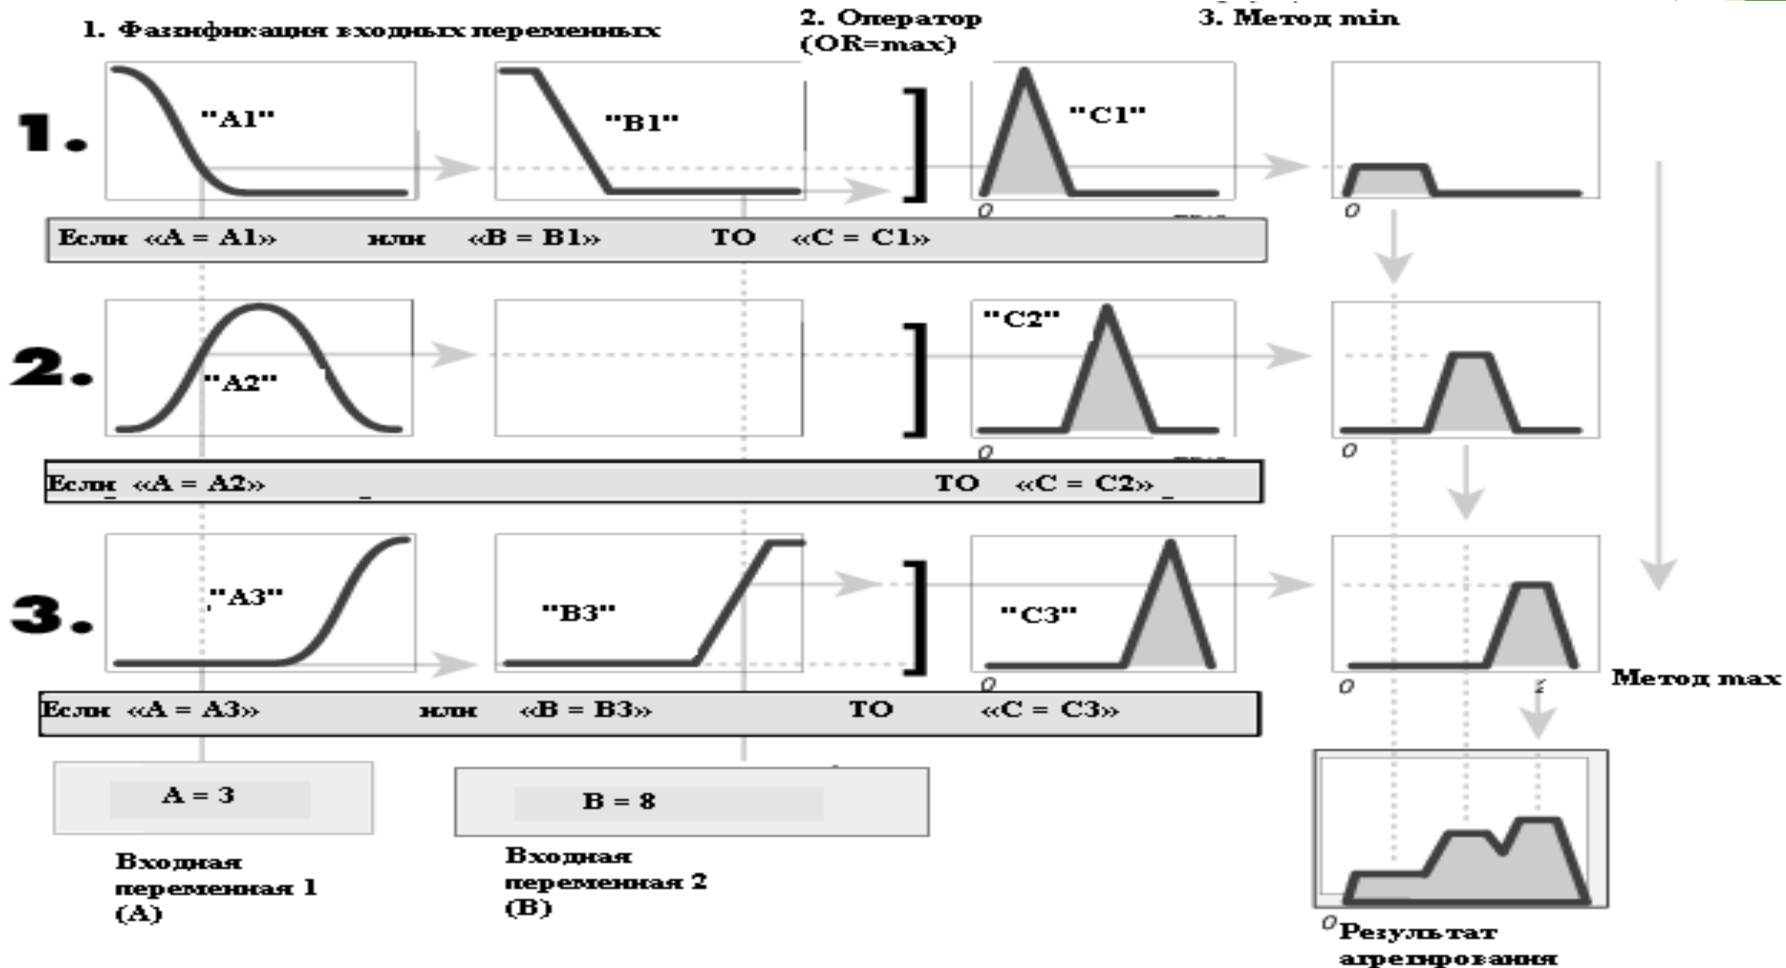 1. Фаззификация входных переменных
2. Оператор
(OR=max)
3. Метод min
1.
"A1"
"B1"
"C1"
0
0
Если «A = A1» или «B = B1» ТО «C = C1»
2.
"A2"
"C2"
0
0
Если «A = A2» ТО «C = C2»
3.
"A3"
"B3"
"C3"
0
0
Метод max
Если «A = A3» или «B = B3» ТО «C = C3»
A = 3
B = 8
Входная
переменная 1
(A)
Входная
переменная 2
(B)
0
Результат
агрегирования